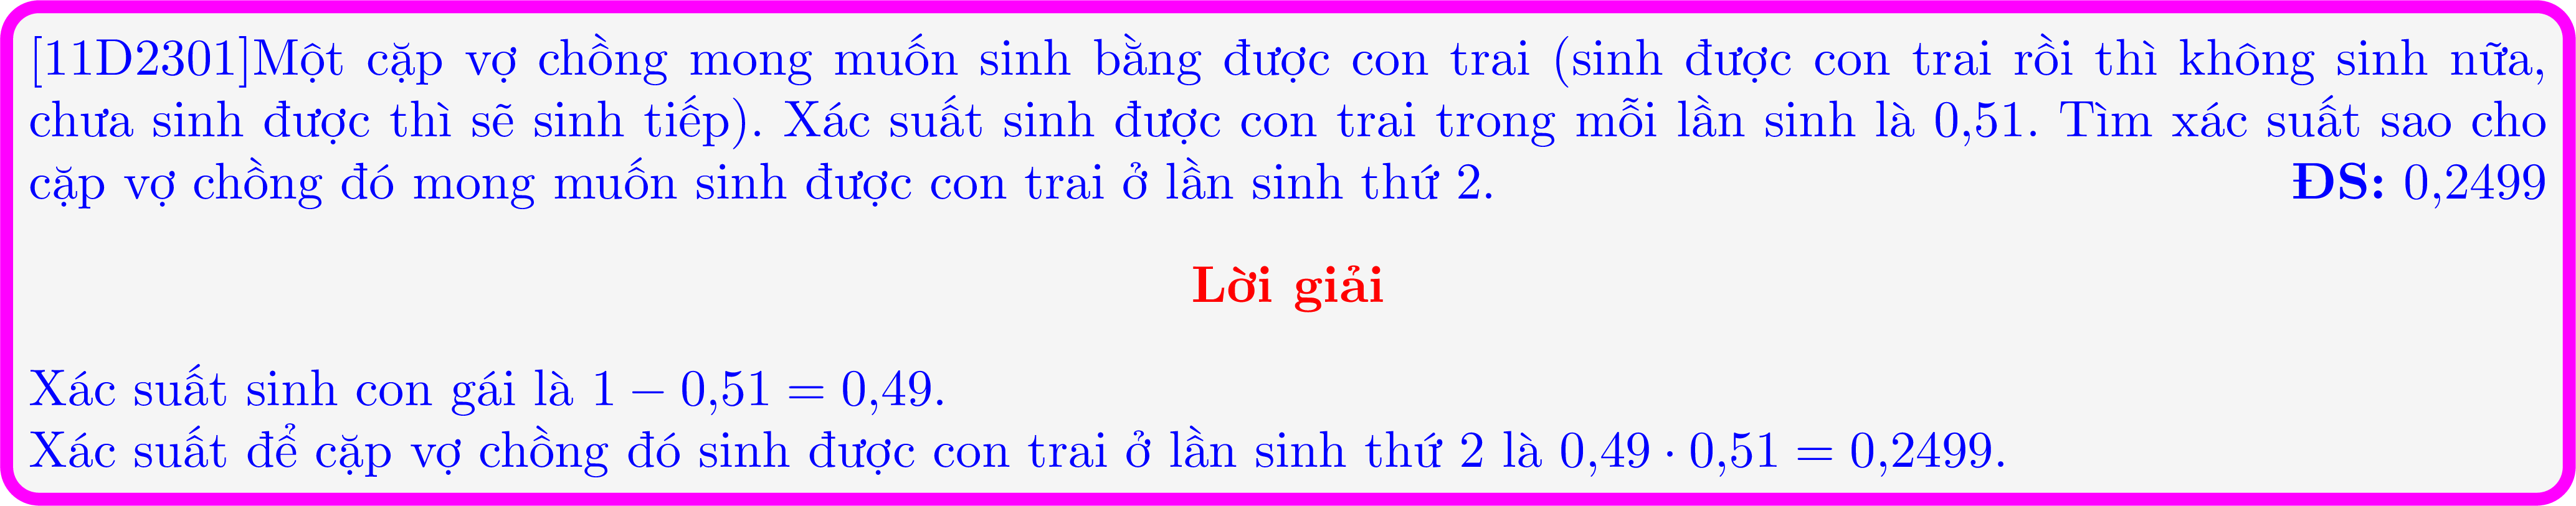 [11D2301]Một cặp vợ chồng mong muốn sinh bằng được con trai (sinh được con trai rồi thì không sinh nữa,
chưa sinh được thì sẽ sinh tiếp). Xác suất sinh được con trai trong mỗi lần sinh là 0,51. Tìm xác suất sao cho
cặp vợ chồng đó mong muốn sinh được con trai ở lần sinh thứ 2. ĐS: 0,2499
Lời giải
Xác suất sinh con gái là 1 − 0,51 = 0,49.
Xác suất để cặp vợ chồng đó sinh được con trai ở lần sinh thứ 2 là 0,49 · 0,51 = 0,2499.